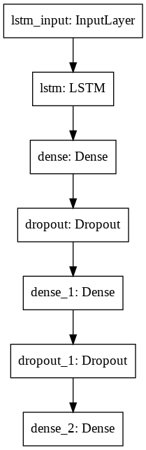 lstm_input: InputLayer
lstm: LSTM
dense: Dense
dropout: Dropout
dense_1: Dense
dropout_1: Dropout
dense_2: Dense